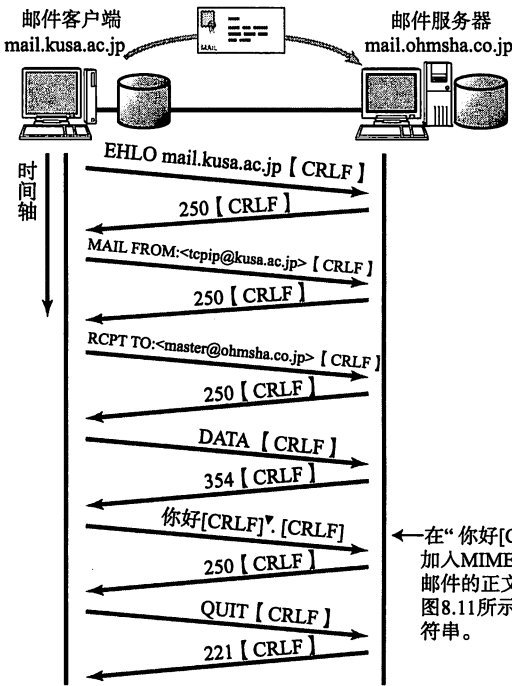 邮件客户端
mail.kusa.ac.jp
MAIL
邮件服务器
mail.ohmsha.co.jp
时间轴
EHLO mail.kusa.ac.jp【 CRLF 】
250【 CRLF 】
MAIL FROM:<tcpip@kusa.ac.jp>【 CRLF 】
250【 CRLF 】
RCPT TO:<master@ohmsha.co.jp>【 CRLF 】
250【 CRLF 】
DATA 【 CRLF 】
354【 CRLF 】
你好[CRLF]▼. [CRLF]
250【 CRLF 】
QUIT【 CRLF 】
221【 CRLF 】
在“ 你好[C
加入MIME
邮件的正文
图8.11所示
符串。